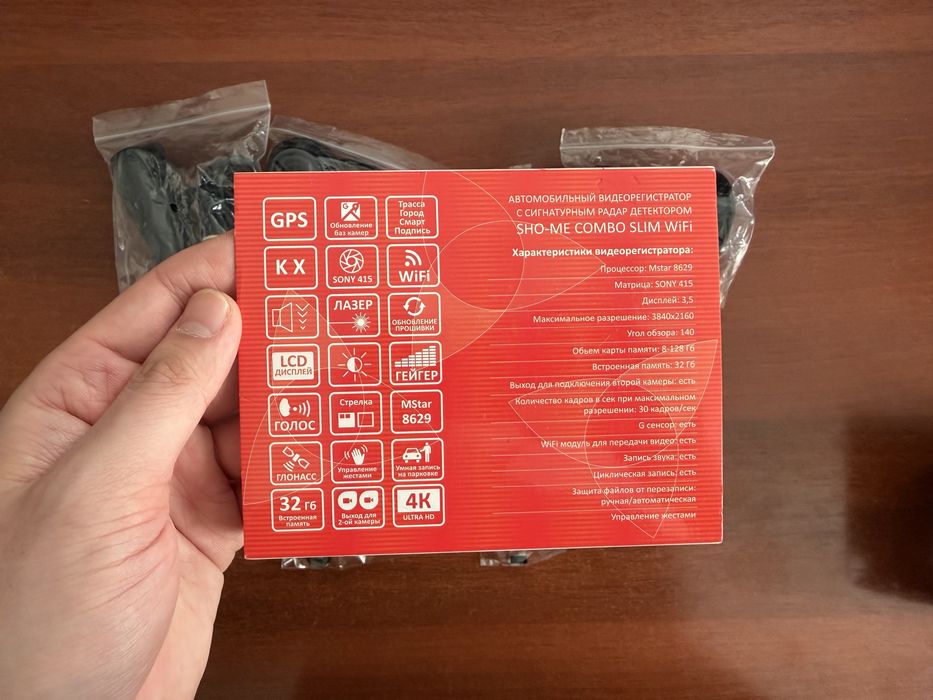 GPS
G
Обновление
баз камер
Трасса
Город
Смарт
Подпись
K X
SONY 415
WiFi
ЛАЗЕР
ОБНОВЛЕНИЕ
ПРОШИВКИ
LCD
ДИСПЛЕЙ
ГЕЙГЕР
ГОЛОС
Стрелка
MStar
8629
ГЛОНАСС
Управление
жестами
Умная запись
на парковке
32 Гб
Встроенная
память
Выход для
2-ой камеры
4K
ULTRA HD
АВТОМОБИЛЬНЫЙ ВИДЕОРЕГИСТРАТОР
С СИГНАТУРНЫМ РАДАР ДЕТЕКТОРОМ
SHO-ME COMBO SLIM WiFi
Характеристики видеорегистратора:
Процессор: Mstar 8629
Матрица: SONY 415
Дисплей: 3,5
Максимальное разрешение: 3840x2160
Угол обзора: 140
Объем карты памяти: 8-128 Гб
Встроенная память: 32 Гб
Выход для подключения второй камеры: есть
Количество кадров в сек при максимальном
разрешении: 30 кадров/сек
G сенсор: есть
WiFi модуль для передачи видео: есть
Запись звука: есть
Циклическая запись: есть
Защита файлов от перезаписи:
ручная/автоматическая
Управление жестами